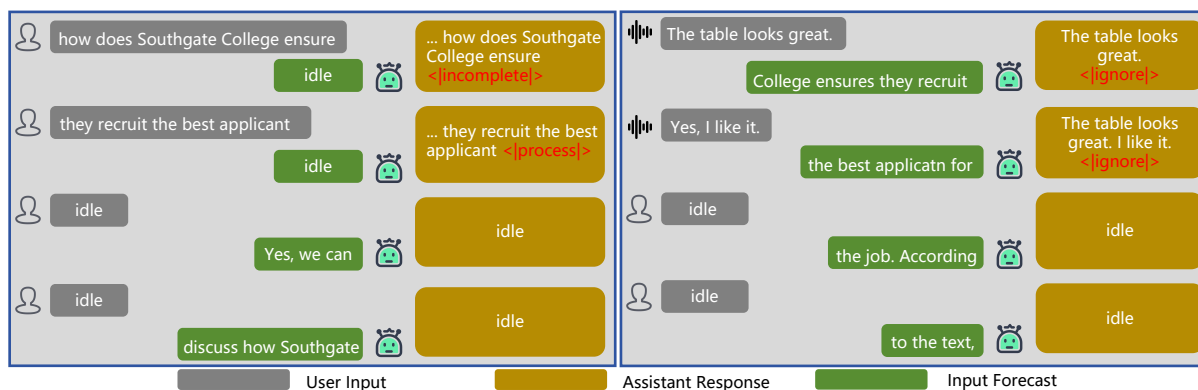 how does Southgate College ensure
... how does Southgate
College ensure
<|incomplete|>
idle
they recruit the best applicant
... they recruit the best
applicant <|process|>
idle
idle
idle
Yes, we can
idle
idle
discuss how Southgate
The table looks great.
The table looks
great.
<|ignore|>
College ensures they recruit
Yes, I like it.
The table looks
great. I like it.
<|ignore|>
the best applicatn for
idle
idle
the job. According
idle
idle
to the text,
User Input
Assistant Response
Input Forecast